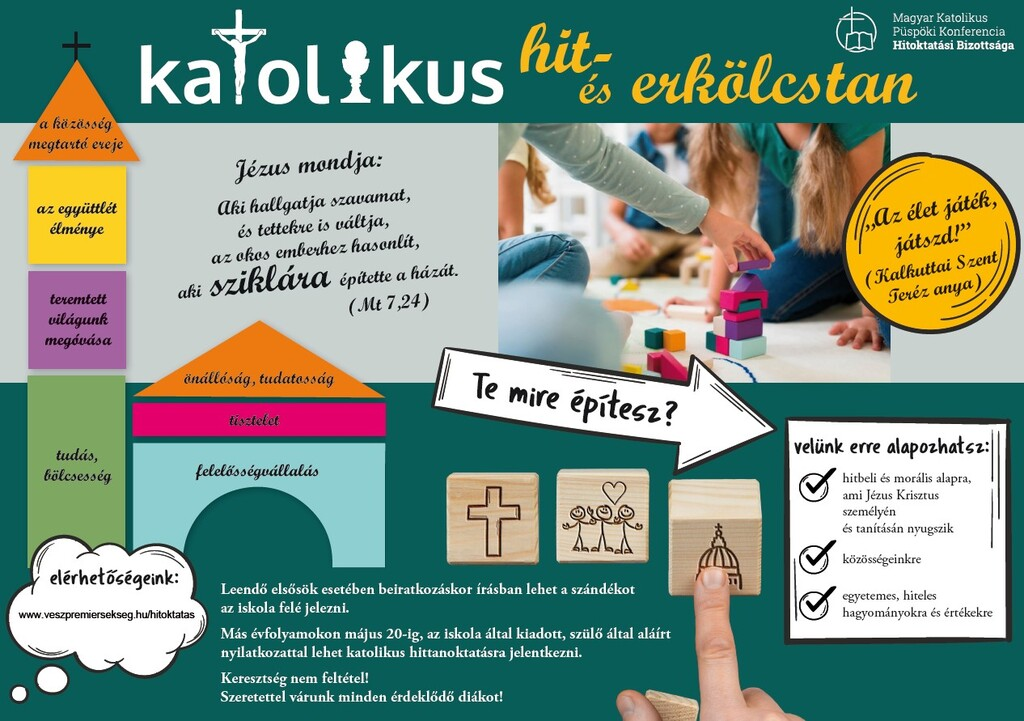 katolikus hit-
és erkölcstan
Magyar Katolikus
Püspöki Konferencia
Hitoktatási Bizottsága
a közösség
megtartó ereje
az együttlét
élménye
teremtett
világunk
megóvása
tudás,
bölcsesség
Jézus mondja:
Aki hallgatja szavamat,
és tettekre is váltja,
az okos emberhez hasonlít,
aki sziklára építette a házát.
(Mt 7,24)
„Az élet játék,
játszd!”
(Kalkuttai Szent
Teréz anya)
önállóság, tudatosság
tisztelet
felelősségvállalás
Te mire építesz?
velünk erre alapozhatsz:
hitbeli és morális alapra,
ami Jézus Krisztus
személyén
és tanításán nyugszik
közösségeinkre
egyetemes, hiteles
hagyományokra és értékekre
elérhetőségeink:
www.veszpremiersekseg.hu/hitoktatas
Leendő elsősök esetében beiratkozáskor írásban lehet a szándékot
az iskola felé jelezni.
Más évfolyamokon május 20-ig, az iskola által kiadott, szülő által aláírt
nyilatkozattal lehet katolikus hittanoktatásra jelentkezni.
Keresztség nem feltétel!
Szeretettel várunk minden érdeklődő diákot!